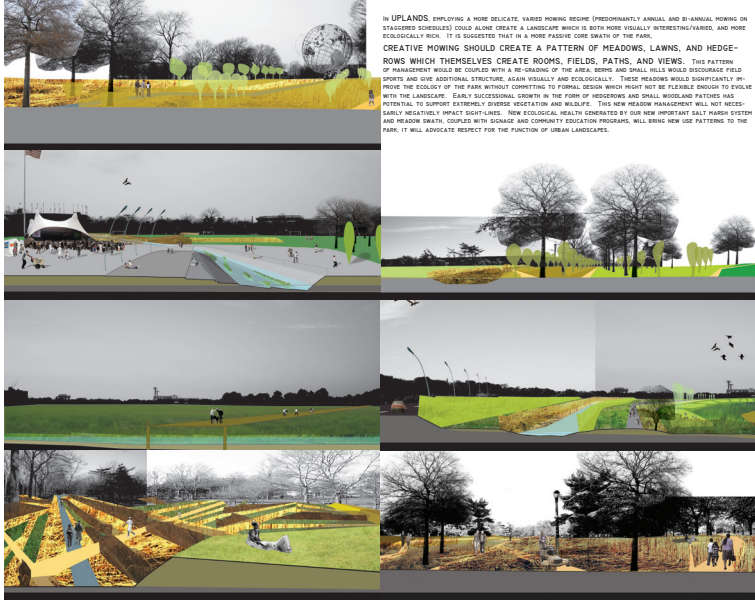 In UPLANDS, employing a more delicate, varied mowing regime (predominantly annual and bi-annual mowing on
staggered schedules) could alone create a landscape which is both more visually interesting/varied, and more
ecologically rich. It is suggested that in a more passive core swath of the park,
CREATIVE MOWING SHOULD CREATE A PATTERN OF MEADOWS, LAWNS, AND HEDGE-
ROWS WHICH THEMSELVES CREATE ROOMS, FIELDS, PATHS, AND VIEWS. This pattern
of management would be coupled with a re-grading of the area; berms and small hills would discourage field
sports and give additional structure, again visually and ecologically. These meadows would significantly im-
prove the ecology of the park without committing to formal design which might not be flexible enough to evolve
with the landscape. Early successional growth in the form of hedgerows and small woodland patches has
potential to support extremely diverse vegetation and wildlife. This new meadow management will not neces-
sarily negatively impact sight-lines. New ecological health generated by our new important salt marsh system
and meadow swath, coupled with signage and community education programs, will bring new use patterns to the
park; it will advocate respect for the function of urban landscapes.